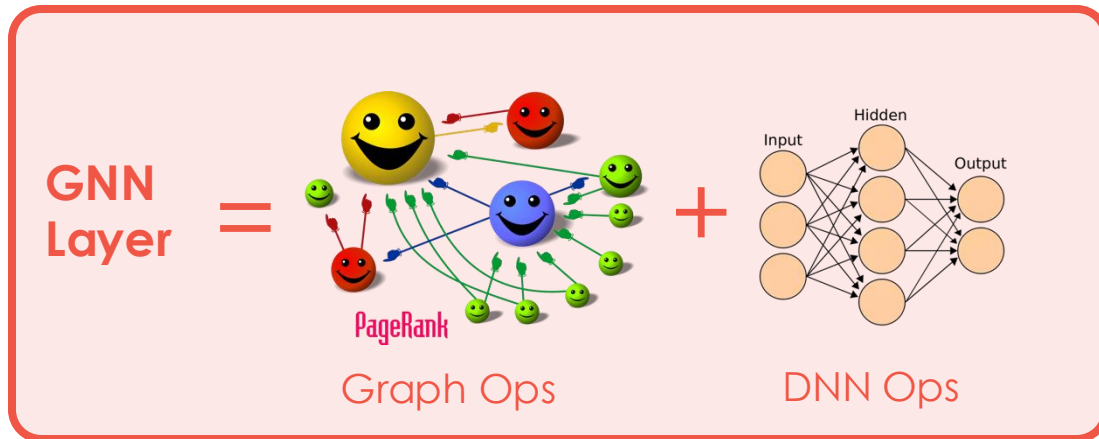 GNN
Layer
=
PageRank
Graph Ops
+
Input
Hidden
Output
DNN Ops